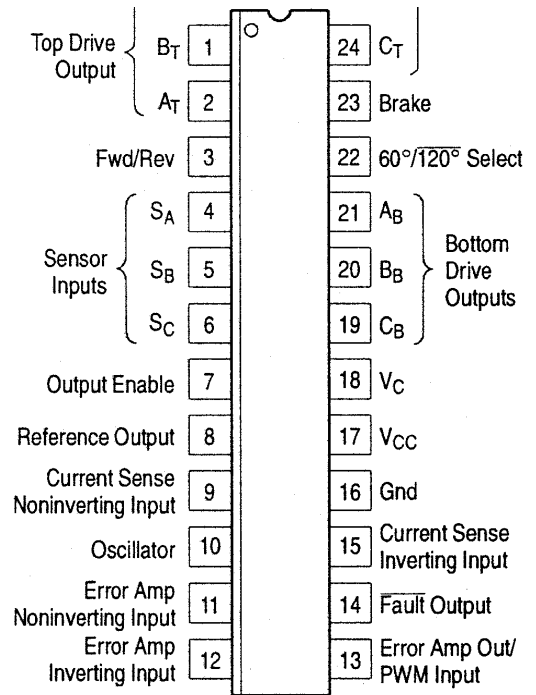 Top Drive
Output
B_T 1
A_T 2
Fwd/Rev 3
Sensor
Inputs
S_A 4
S_B 5
S_C 6
Output Enable 7
Reference Output 8
Current Sense
Noninverting Input 9
Oscillator 10
Error Amp
Noninverting Input 11
Error Amp
Inverting Input 12
24 C_T
23 Brake
22 60°/1̅2̅0̅°̅ Select
21 A_B
20 B_B
19 C_B
Bottom
Drive
Outputs
18 V_C
17 V_CC
16 Gnd
15 Current Sense
Inverting Input
14 F̅a̅u̅l̅t̅ Output
13 Error Amp Out/
PWM Input